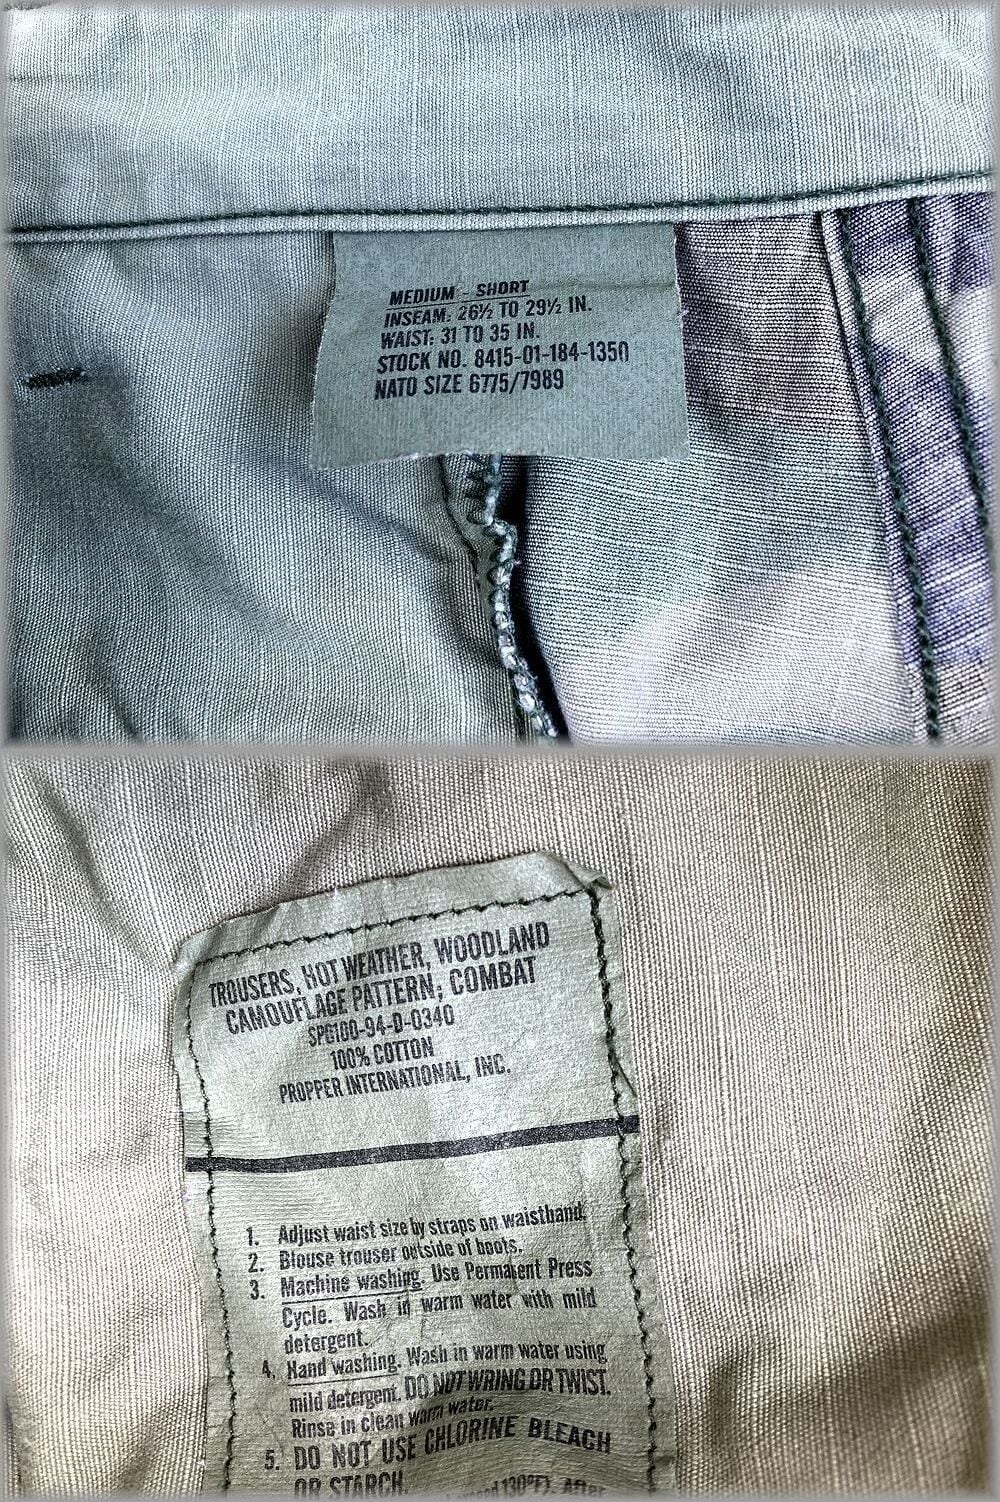 MEDIUM - SHORT
INSEAM: 26½ TO 29½ IN.
WAIST: 31 TO 35 IN.
STOCK NO. 8415-01-184-1350
NATO SIZE 6775/7989
TROUSERS, HOT WEATHER, WOODLAND
CAMOUFLAGE PATTERN; COMBAT
SPO100-94-D-0340
100% COTTON
PROPPER INTERNATIONAL, INC.
1. Adjust waist size by straps on waistband.
2. Blouse trouser outside of boots.
3. Machine washing. Use Permanent Press
Cycle. Wash in warm water with mild
detergent.
4. Hand washing. Wash in warm water using
mild detergent. DO NOT WRING OR TWIST.
Rinse in clean warm water.
5. DO NOT USE CHLORINE BLEACH
OR STARCH.
130°F). After